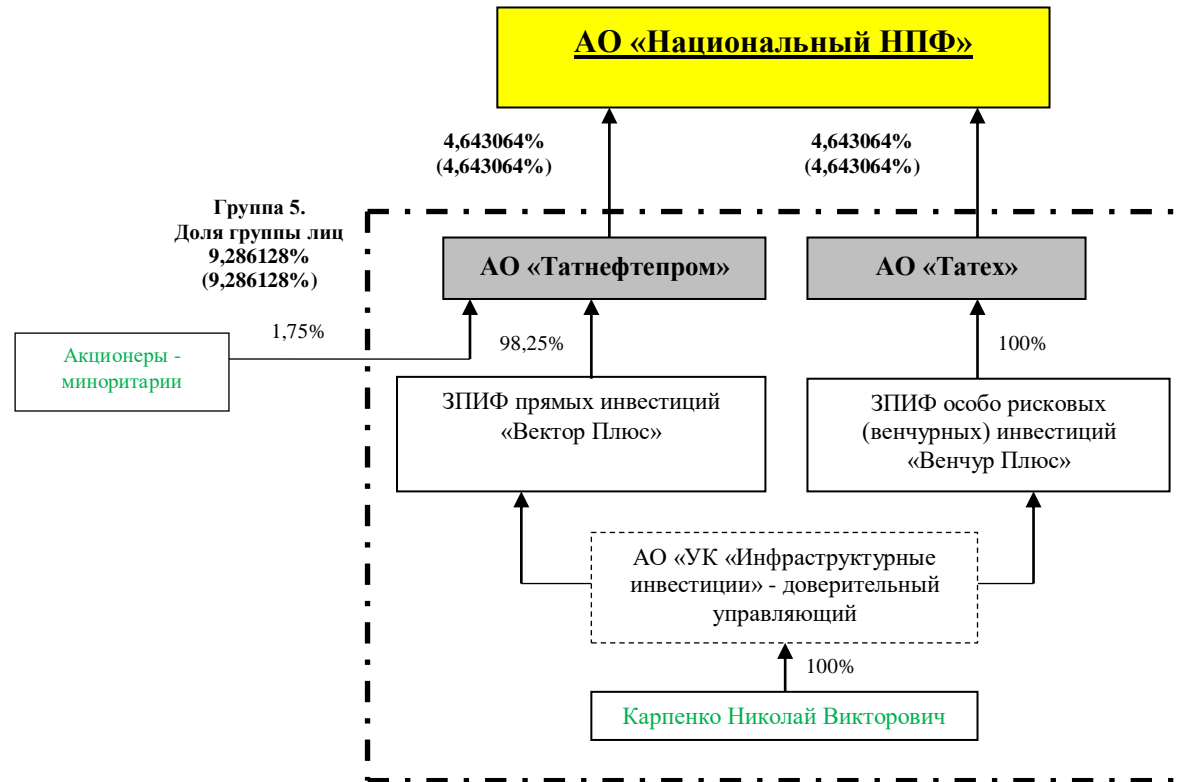 АО «Национальный НПФ»
4,643064%
(4,643064%)
4,643064%
(4,643064%)
Группа 5.
Доля группы лиц
9,286128%
(9,286128%)
АО «Татнефтепром»
АО «Татех»
1,75%
98,25%
100%
Акционеры -
миноритарии
ЗПИФ прямых инвестиций
«Вектор Плюс»
ЗПИФ особо рисковых
(венчурных) инвестиций
«Венчур Плюс»
АО «УК «Инфраструктурные
инвестиции» - доверительный
управляющий
100%
Карпенко Николай Викторович